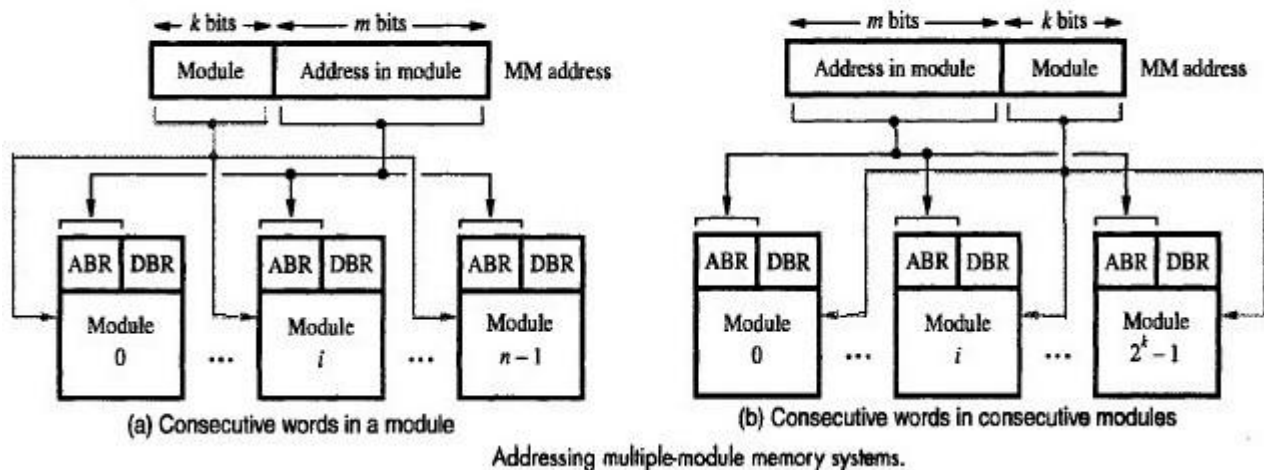 k bits m bits
Module Address in module MM address
ABR DBR ABR DBR ABR DBR
Module Module Module
0 ... i ... n − 1
(a) Consecutive words in a module
m bits k bits
Address in module Module MM address
ABR DBR ABR DBR ABR DBR
Module Module Module
0 ... i ... 2^k − 1
(b) Consecutive words in consecutive modules
Addressing multiple-module memory systems.